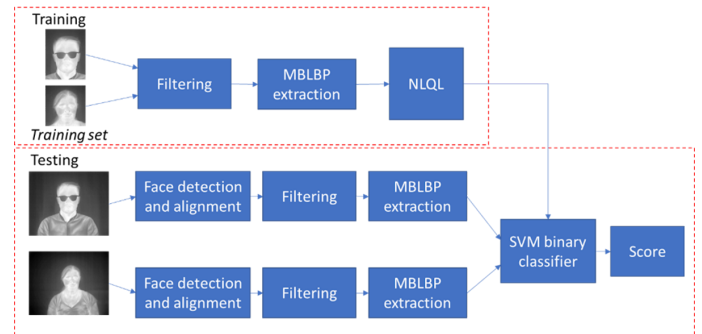 Training
Filtering
MBLBP
extraction
NLQL
Training set
Testing
Face detection
and alignment
Filtering
MBLBP
extraction
SVM binary
classifier
Score
Face detection
and alignment
Filtering
MBLBP
extraction